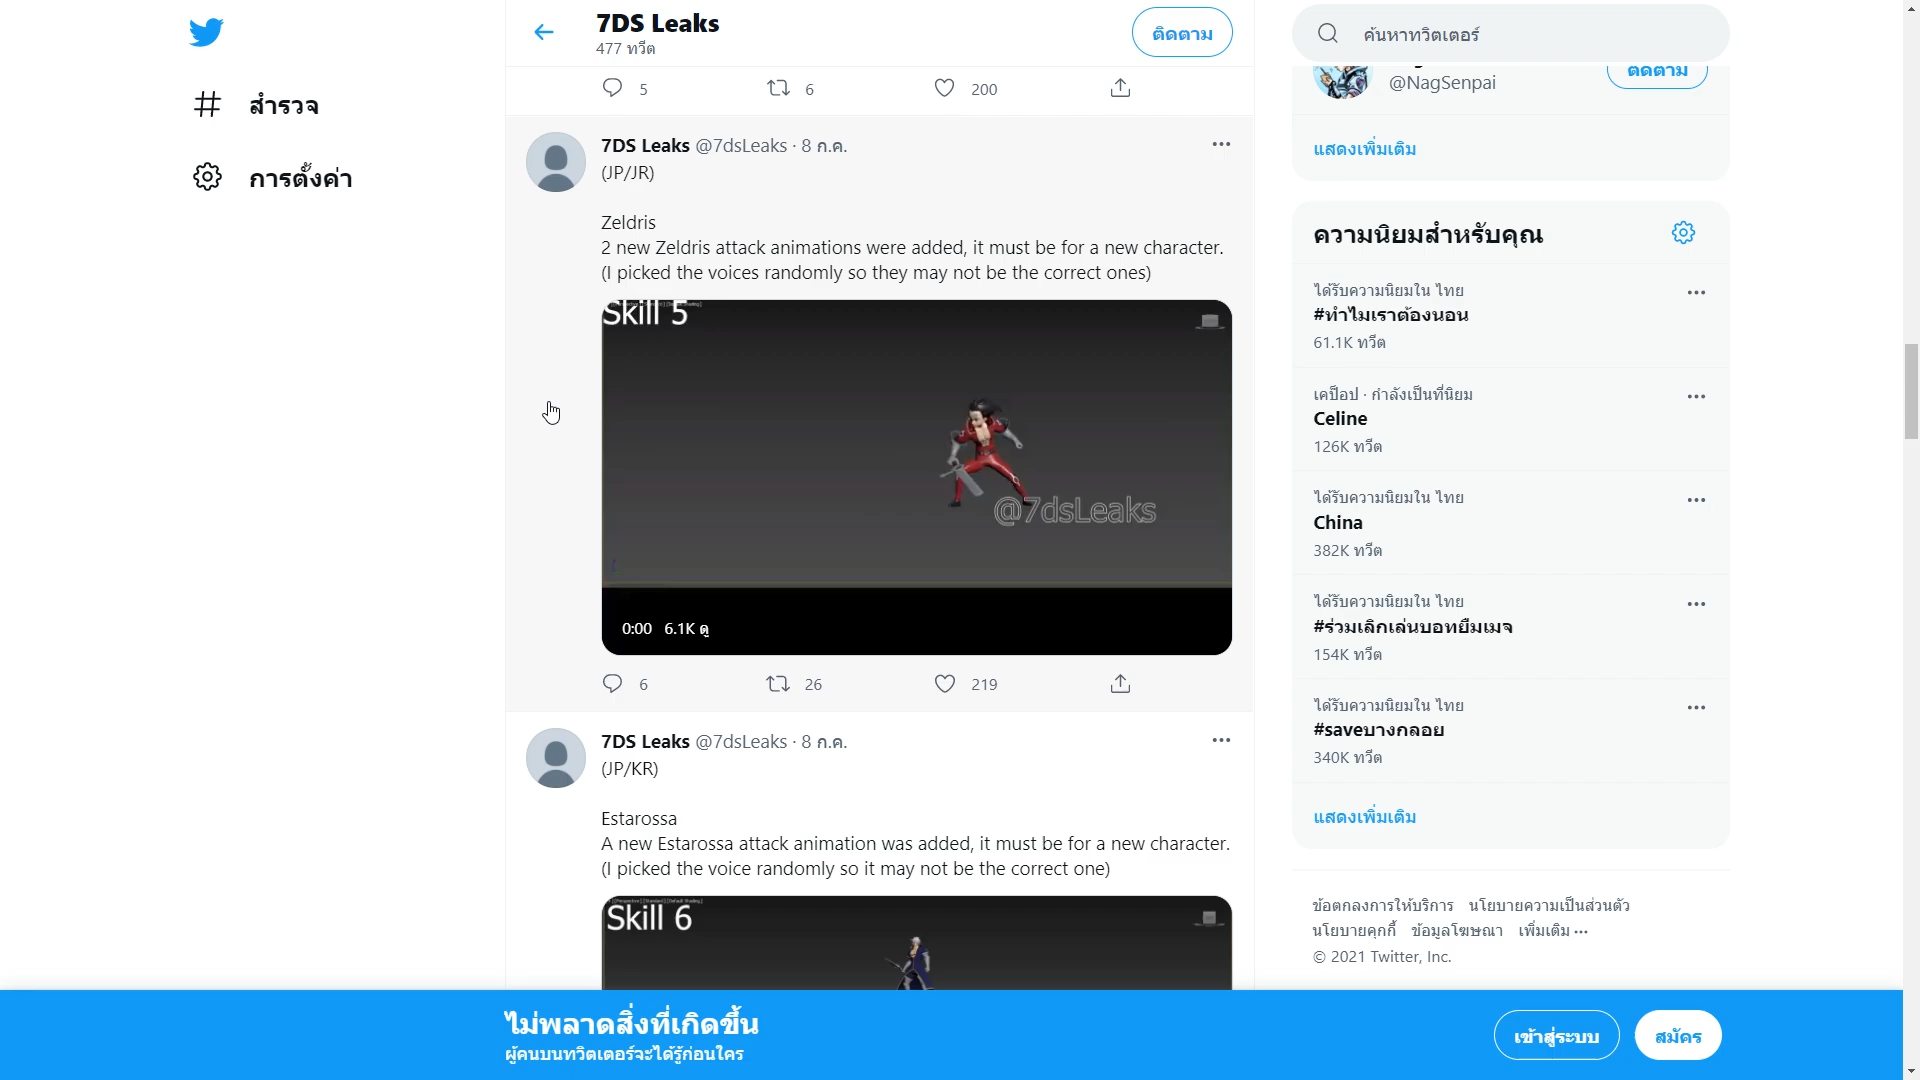 สำรวจ
การตั้งค่า
7DS Leaks
477 ทวีต
ติดตาม
5
6
200
7DS Leaks @7dsLeaks · 8 ก.ค.
(JP/JR)
Zeldris
2 new Zeldris attack animations were added, it must be for a new character.
(I picked the voices randomly so they may not be the correct ones)
Skill 5
@7dsLeaks
0:00 6.1K ดู
6
26
219
7DS Leaks @7dsLeaks · 8 ก.ค.
(JP/KR)
Estarossa
A new Estarossa attack animation was added, it must be for a new character.
(I picked the voice randomly so it may not be the correct one)
Skill 6
ค้นหาทวิตเตอร์
@NagSenpai
ติดตาม
แสดงเพิ่มเติม
ความนิยมสำหรับคุณ
ได้รับความนิยมใน ไทย
#ทำไมเราต้องนอน
61.1K ทวีต
เคป็อป · กำลังเป็นที่นิยม
Celine
126K ทวีต
ได้รับความนิยมใน ไทย
China
382K ทวีต
ได้รับความนิยมใน ไทย
#ร่วมเลิกเล่นบอทยืมเมจ
154K ทวีต
ได้รับความนิยมใน ไทย
#saveบางกลอย
340K ทวีต
แสดงเพิ่มเติม
ข้อตกลงการให้บริการ นโยบายความเป็นส่วนตัว
นโยบายคุกกี้ ข้อมูลโฆษณา เพิ่มเติม ···
© 2021 Twitter, Inc.
ไม่พลาดสิ่งที่เกิดขึ้น
ผู้คนบนทวิตเตอร์จะได้รู้ก่อนใคร
เข้าสู่ระบบ
สมัคร